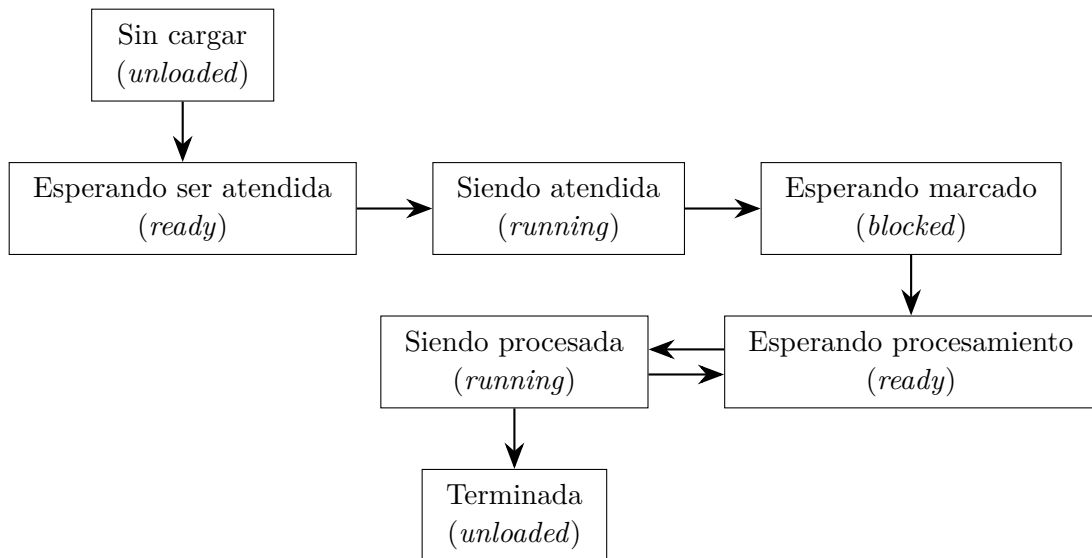 Sin cargar
(unloaded)
Esperando ser atendida
(ready)
Siendo atendida
(running)
Esperando marcado
(blocked)
Siendo procesada
(running)
Esperando procesamiento
(ready)
Terminada
(unloaded)